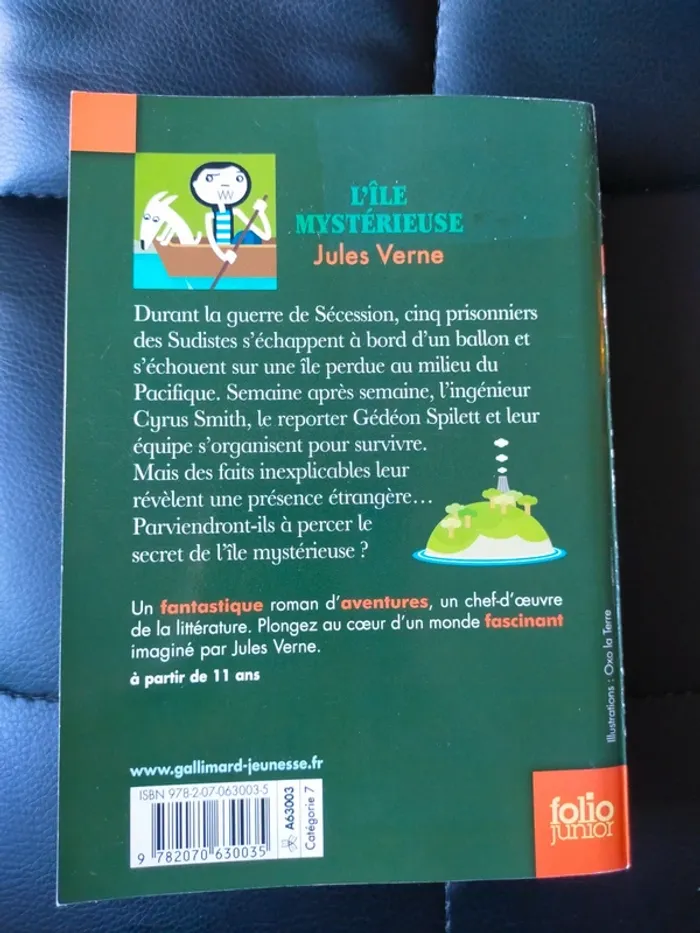 L'ÎLE
MYSTÉRIEUSE
Jules Verne
Durant la guerre de Sécession, cinq prisonniers
des Sudistes s'échappent à bord d'un ballon et
s'échouent sur une île perdue au milieu du
Pacifique. Semaine après semaine, l'ingénieur
Cyrus Smith, le reporter Gédéon Spilett et leur
équipe s'organisent pour survivre.
Mais des faits inexplicables leur
révèlent une présence étrangère…
Parviendront-ils à percer le
secret de l'île mystérieuse ?
Un fantastique roman d'aventures, un chef-d'œuvre
de la littérature. Plongez au cœur d'un monde fascinant
imaginé par Jules Verne.
à partir de 11 ans
Illustrations : Oxo la Terre
www.gallimard-jeunesse.fr
ISBN 978-2-07-063003-5
9 782070 630035
A63003
Catégorie 7
folio
junior